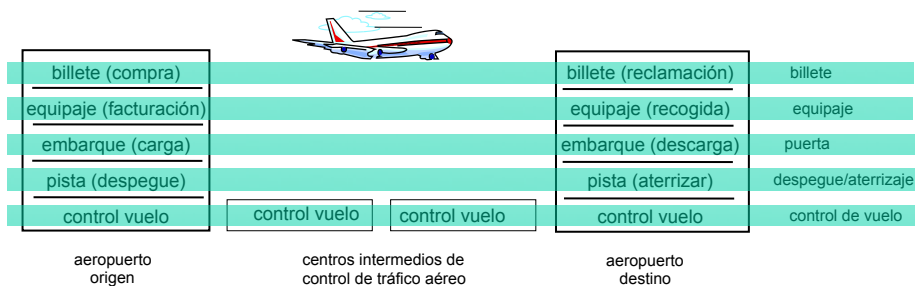 billete (compra)
billete (reclamación)
billete
equipaje (facturación)
equipaje (recogida)
equipaje
embarque (carga)
embarque (descarga)
puerta
pista (despegue)
pista (aterrizar)
despegue/aterrizaje
control vuelo
control vuelo
control vuelo
control vuelo
control de vuelo
aeropuerto
origen
centros intermedios de
control de tráfico aéreo
aeropuerto
destino